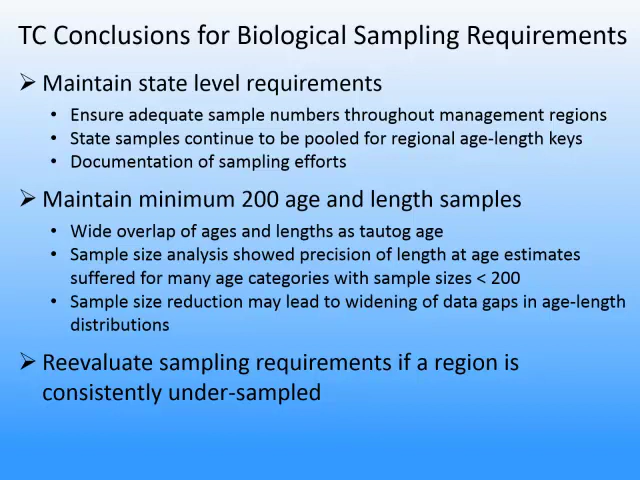 TC Conclusions for Biological Sampling Requirements
➢ Maintain state level requirements
• Ensure adequate sample numbers throughout management regions
• State samples continue to be pooled for regional age-length keys
• Documentation of sampling efforts
➢ Maintain minimum 200 age and length samples
• Wide overlap of ages and lengths as tautog age
• Sample size analysis showed precision of length at age estimates
suffered for many age categories with sample sizes < 200
• Sample size reduction may lead to widening of data gaps in age-length
distributions
➢ Reevaluate sampling requirements if a region is
consistently under-sampled